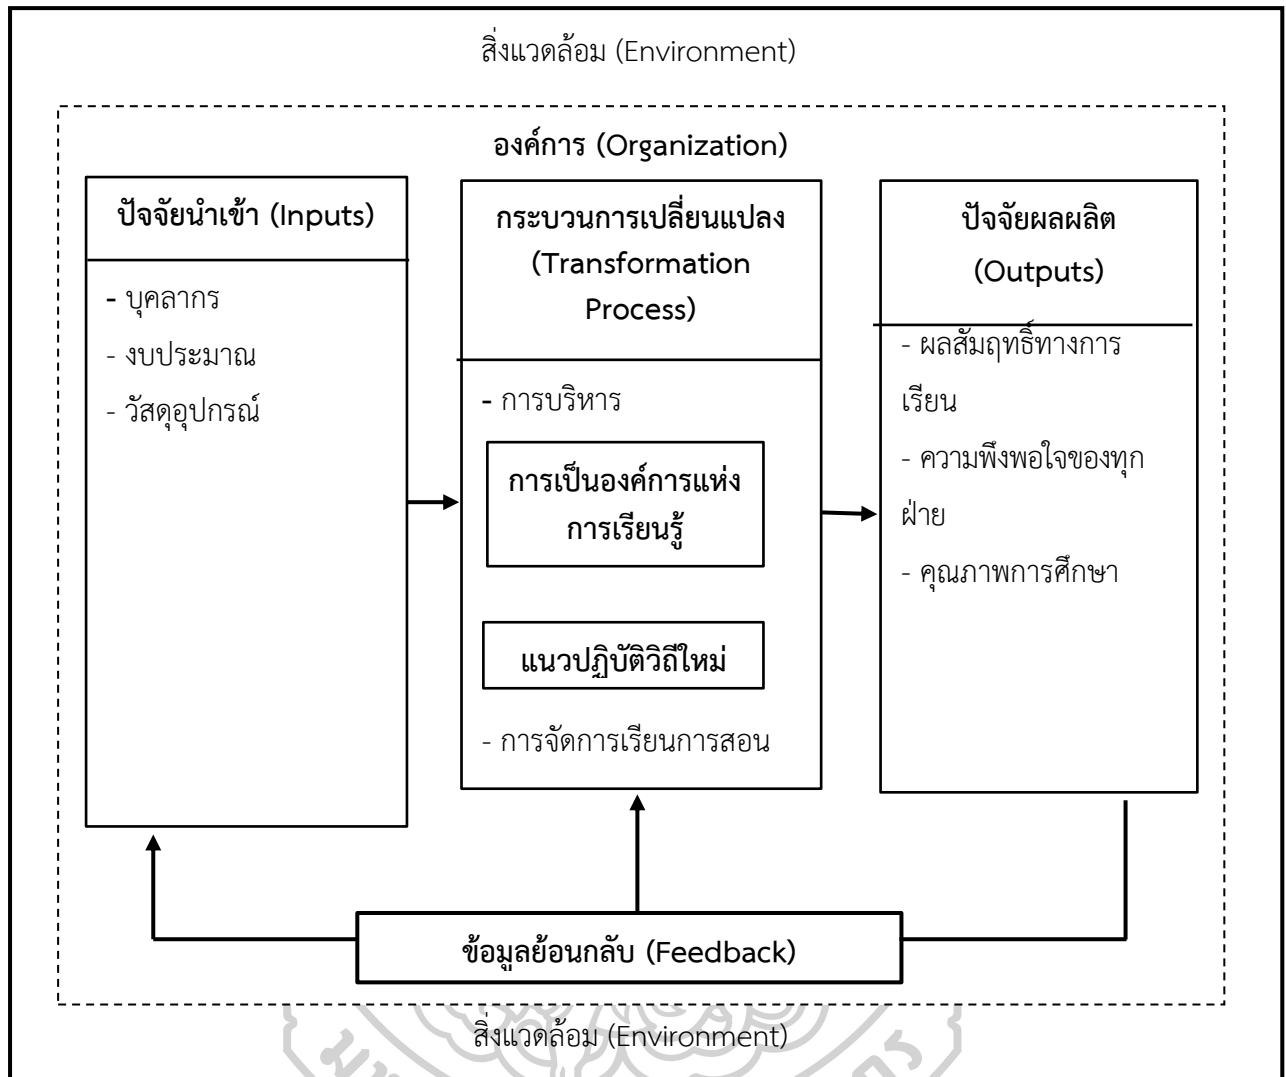 สิ่งแวดล้อม (Environment)
องค์การ (Organization)
ปัจจัยนำเข้า (Inputs)
- บุคลากร
- งบประมาณ
- วัสดุอุปกรณ์
กระบวนการเปลี่ยนแปลง
(Transformation
Process)
- การบริหาร
การเป็นองค์การแห่ง
การเรียนรู้
แนวปฏิบัติวิถีใหม่
- การจัดการเรียนการสอน
ปัจจัยผลผลิต
(Outputs)
- ผลสัมฤทธิ์ทางการ
เรียน
- ความพึงพอใจของทุก
ฝ่าย
- คุณภาพการศึกษา
ข้อมูลย้อนกลับ (Feedback)
สิ่งแวดล้อม (Environment)